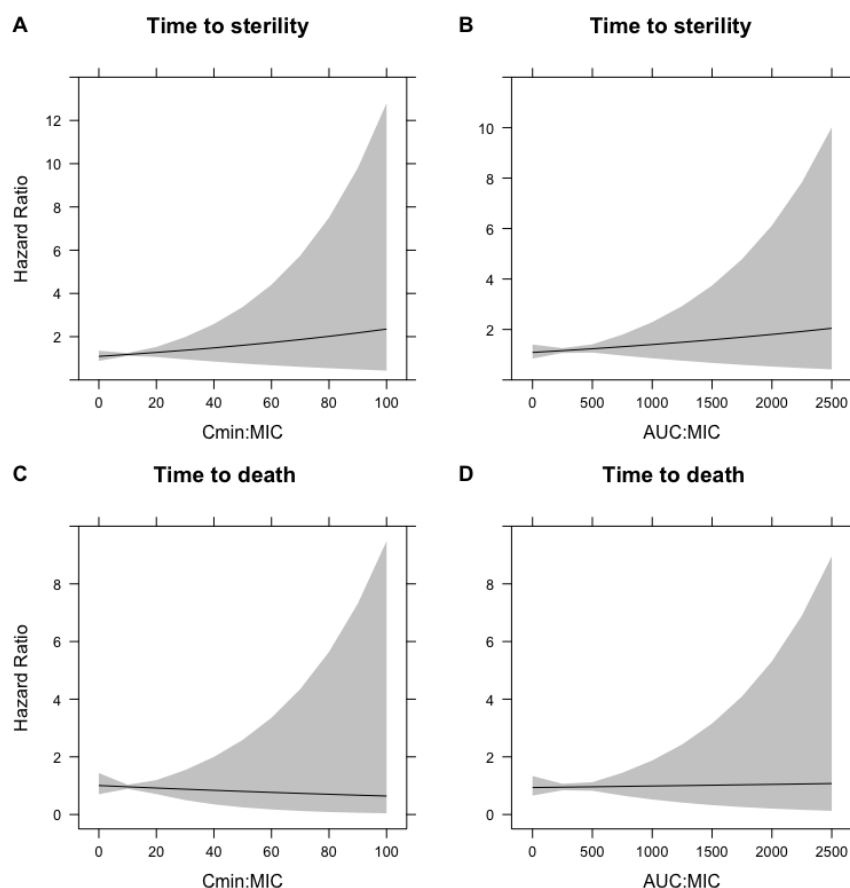 A Time to sterility
Hazard Ratio
12
10
8
6
4
2
0 20 40 60 80 100
Cmin:MIC
B Time to sterility
10
8
6
4
2
0 500 1000 1500 2000 2500
AUC:MIC
C Time to death
Hazard Ratio
8
6
4
2
0
0 20 40 60 80 100
Cmin:MIC
D Time to death
8
6
4
2
0
0 500 1000 1500 2000 2500
AUC:MIC